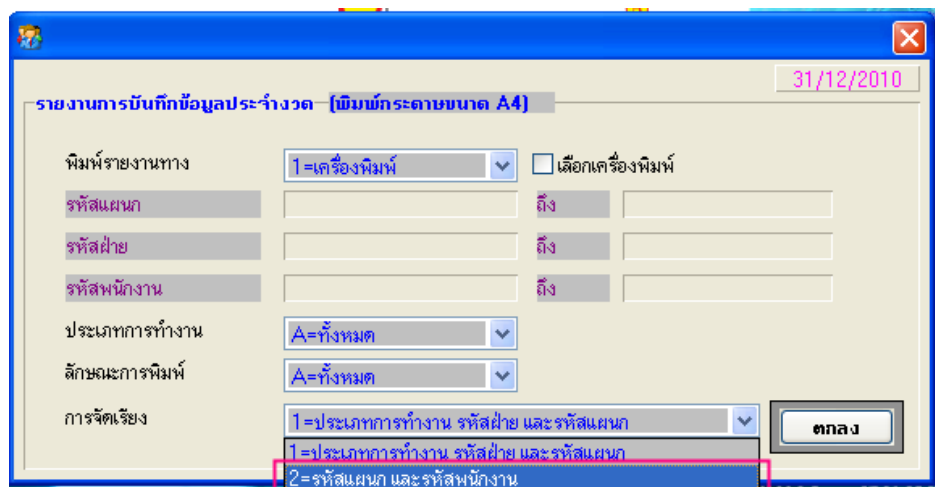 31/12/2010
รายงานการบันทึกข้อมูลประจำงวด (พิมพ์กระดาษขนาด A4)
พิมพ์รายงานทาง 1=เครื่องพิมพ์ เลือกเครื่องพิมพ์
รหัสแผนก ถึง
รหัสฝ่าย ถึง
รหัสพนักงาน ถึง
ประเภทการทำงาน A=ทั้งหมด
ลักษณะการพิมพ์ A=ทั้งหมด
การจัดเรียง 1=ประเภทการทำงาน รหัสฝ่าย และรหัสแผนก ตกลง
1=ประเภทการทำงาน รหัสฝ่าย และรหัสแผนก
2=รหัสแผนก และรหัสพนักงาน